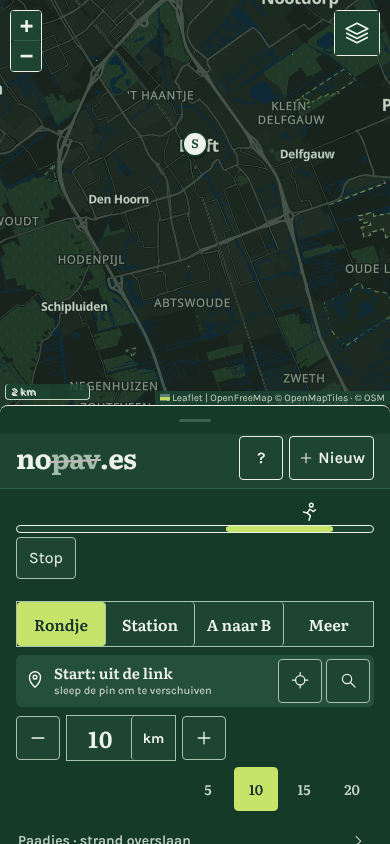 Nootdorp
+
−
'T HAANTJE
KLEIN-
DELFGAUW
S
Delfgauw
Den Hoorn
WOUDT
HODENPIJL
OUDE L
Schipluiden
ABTSWOUDE
ZWETH
NEGENHUIZEN
2 km
Leaflet | OpenFreeMap © OpenMapTiles · © OSM
nopav.es
?
+ Nieuw
Stop
Rondje
Station
A naar B
Meer
Start: uit de link
sleep de pin om te verschuiven
−
10
km
+
5
10
15
20
Paadjes · strand overslaan